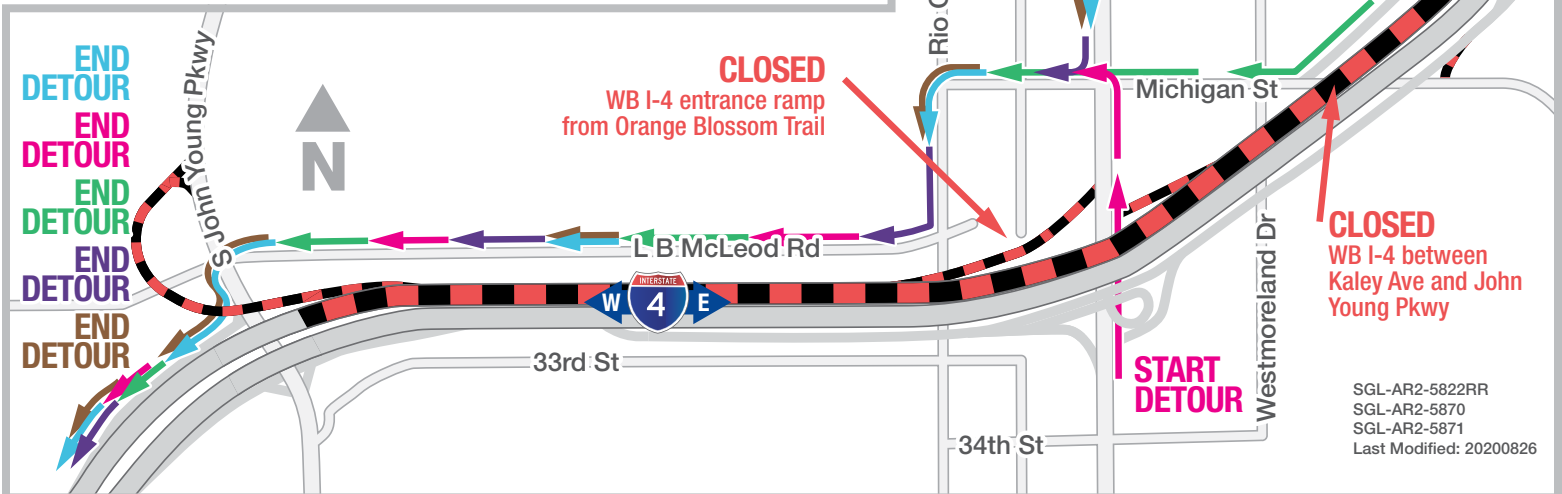 END
DETOUR
END
DETOUR
END
DETOUR
END
DETOUR
END
DETOUR
S John Young Pkwy
N
CLOSED
WB I-4 entrance ramp
from Orange Blossom Trail
Rio
Michigan St
L B McLeod Rd
INTERSTATE
W 4 E
33rd St
34th St
START
DETOUR
Westmoreland Dr
CLOSED
WB I-4 between
Kaley Ave and John
Young Pkwy
SGL-AR2-5822RR
SGL-AR2-5870
SGL-AR2-5871
Last Modified: 20200826